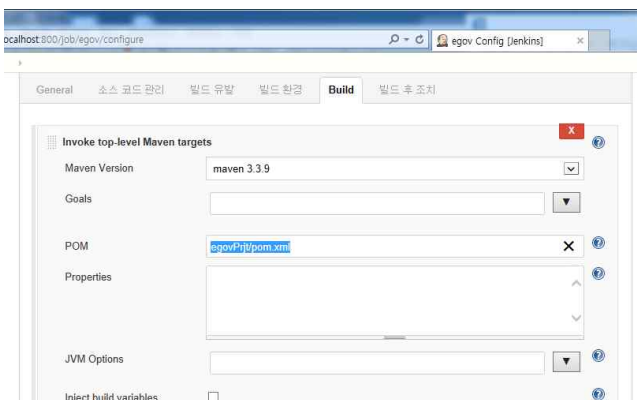 ocalhost:800/job/egov/configure
egov Config [Jenkins]
General 소스 코드 관리 빌드 유발 빌드 환경 Build 빌드 후 조치
Invoke top-level Maven targets
X
Maven Version
maven 3.3.9
Goals
POM
egovPrjt/pom.xml
Properties
JVM Options
Inject build variables